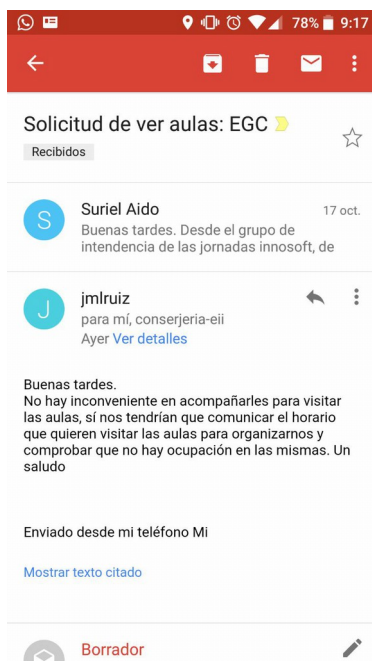 78% 9:17
Solicitud de ver aulas: EGC
Recibidos
S
Suriel Aido
17 oct.
Buenas tardes. Desde el grupo de
intendencia de las jornadas innosoft, de
J
jmlruiz
para mí, conserjeria-eii
Ayer Ver detalles
Buenas tardes.
No hay inconveniente en acompañarles para visitar
las aulas, sí nos tendrían que comunicar el horario
que quieren visitar las aulas para organizarnos y
comprobar que no hay ocupación en las mismas. Un
saludo
Enviado desde mi teléfono Mi
Mostrar texto citado
Borrador